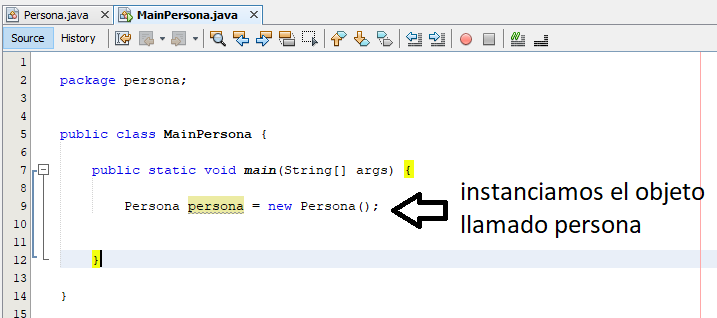 Persona.java × MainPersona.java ×
Source History
1
2 package persona;
3
4
5 public class MainPersona {
6
7 public static void main(String[] args) {
8
9 Persona persona = new Persona();
10
11
12 }
13
14 }
15
instanciamos el objeto
llamado persona